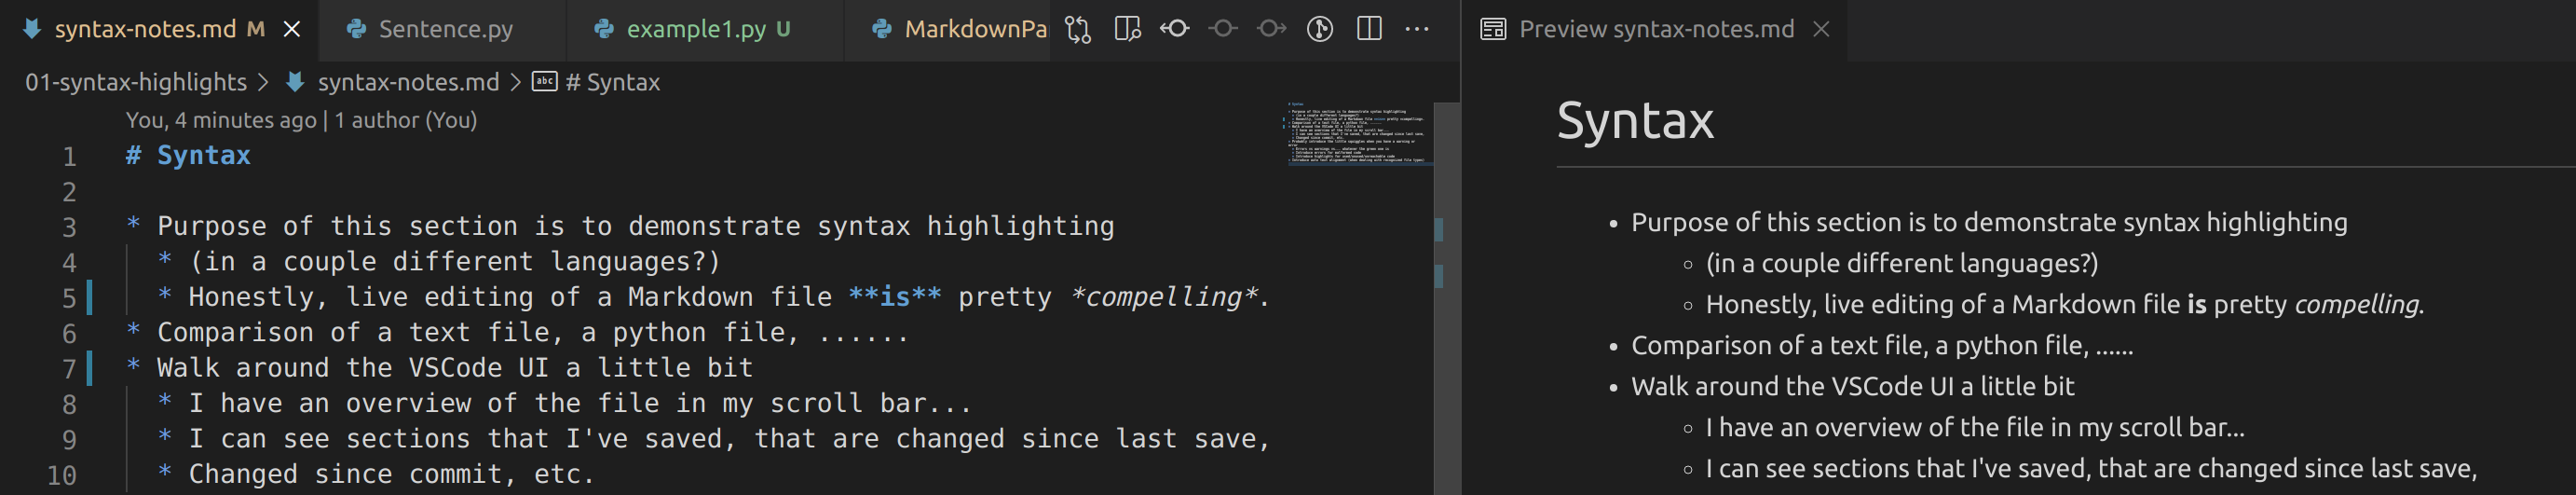 syntax-notes.md M
Sentence.py
example1.py U
MarkdownPa
Preview syntax-notes.md
01-syntax-highlights > syntax-notes.md > abc # Syntax
You, 4 minutes ago | 1 author (You)
1 # Syntax
2
3 * Purpose of this section is to demonstrate syntax highlighting
4 * (in a couple different languages?)
5 * Honestly, live editing of a Markdown file **is** pretty *compelling*.
6 * Comparison of a text file, a python file, ......
7 * Walk around the VSCode UI a little bit
8 * I have an overview of the file in my scroll bar...
9 * I can see sections that I've saved, that are changed since last save,
10 * Changed since commit, etc.
Syntax
• Purpose of this section is to demonstrate syntax highlighting
◦ (in a couple different languages?)
◦ Honestly, live editing of a Markdown file is pretty compelling.
• Comparison of a text file, a python file, ......
• Walk around the VSCode UI a little bit
◦ I have an overview of the file in my scroll bar...
◦ I can see sections that I've saved, that are changed since last save,